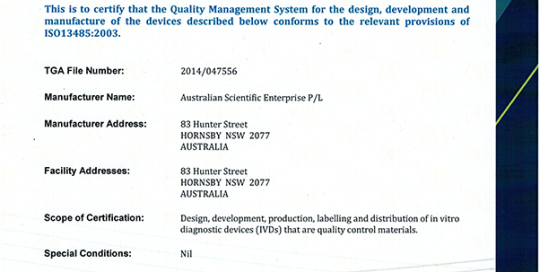 This is to certify that the Quality Management System for the design, development and
manufacture of the devices described below conforms to the relevant provisions of
ISO13485:2003.
TGA File Number: 2014/047556
Manufacturer Name: Australian Scientific Enterprise P/L
Manufacturer Address: 83 Hunter Street
HORNSBY NSW 2077
AUSTRALIA
Facility Addresses: 83 Hunter Street
HORNSBY NSW 2077
AUSTRALIA
Scope of Certification: Design, development, production, labelling and distribution of in vitro
diagnostic devices (IVDs) that are quality control materials.
Special Conditions: Nil